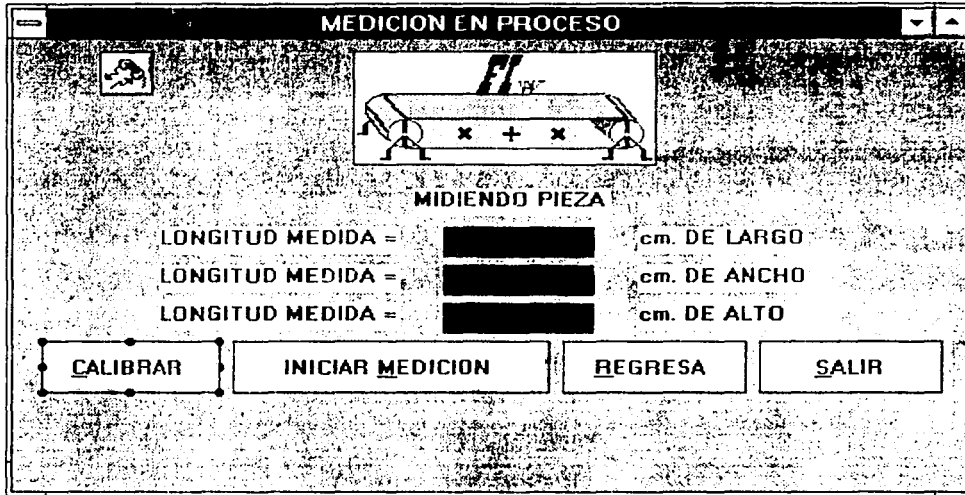 MEDICION EN PROCESO
MIDIENDO PIEZA
LONGITUD MEDIDA = cm. DE LARGO
LONGITUD MEDIDA = cm. DE ANCHO
LONGITUD MEDIDA = cm. DE ALTO
CALIBRAR INICIAR MEDICION REGRESA SALIR